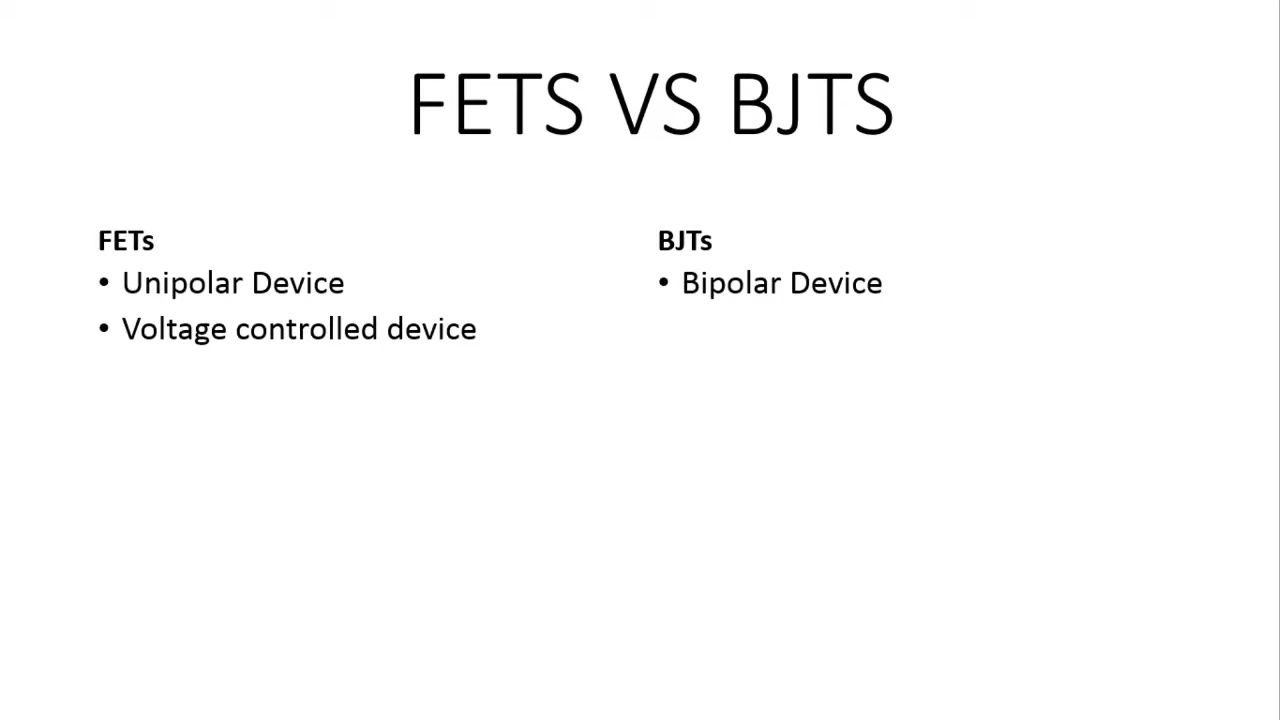 FETS VS BJTS
FETs
• Unipolar Device
• Voltage controlled device
BJTs
• Bipolar Device